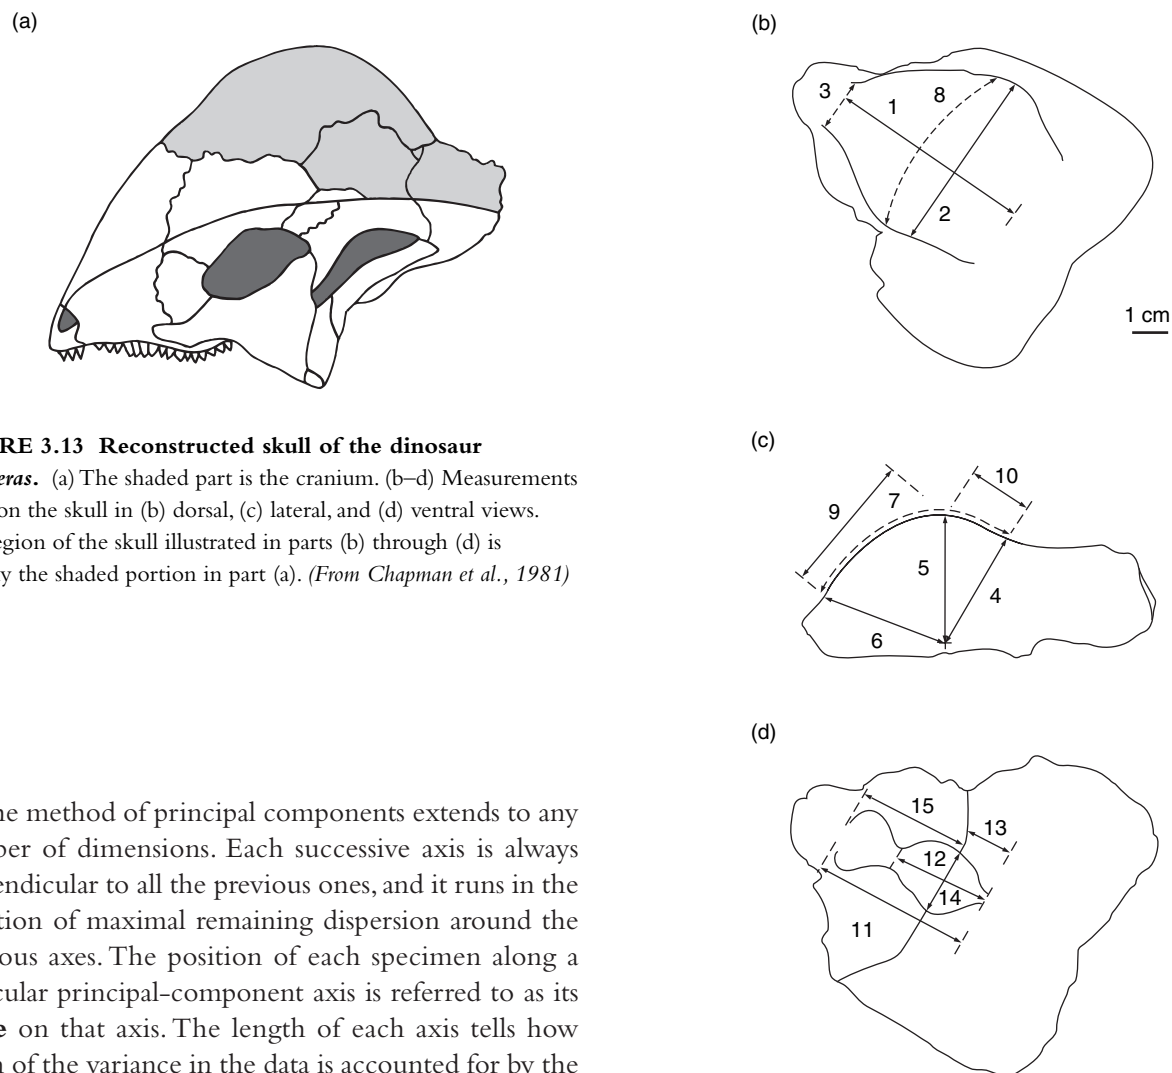 (a)
(b)
3
1
8
2
1 cm
RE 3.13 Reconstructed skull of the dinosaur
eras. (a) The shaded part is the cranium. (b–d) Measurements
on the skull in (b) dorsal, (c) lateral, and (d) ventral views.
egion of the skull illustrated in parts (b) through (d) is
y the shaded portion in part (a). (From Chapman et al., 1981)
(c)
10
9
7
5
4
6
(d)
15
13
12
14
11
ne method of principal components extends to any
ber of dimensions. Each successive axis is always
endicular to all the previous ones, and it runs in the
tion of maximal remaining dispersion around the
ous axes. The position of each specimen along a
cular principal-component axis is referred to as its
e on that axis. The length of each axis tells how
n of the variance in the data is accounted for by the